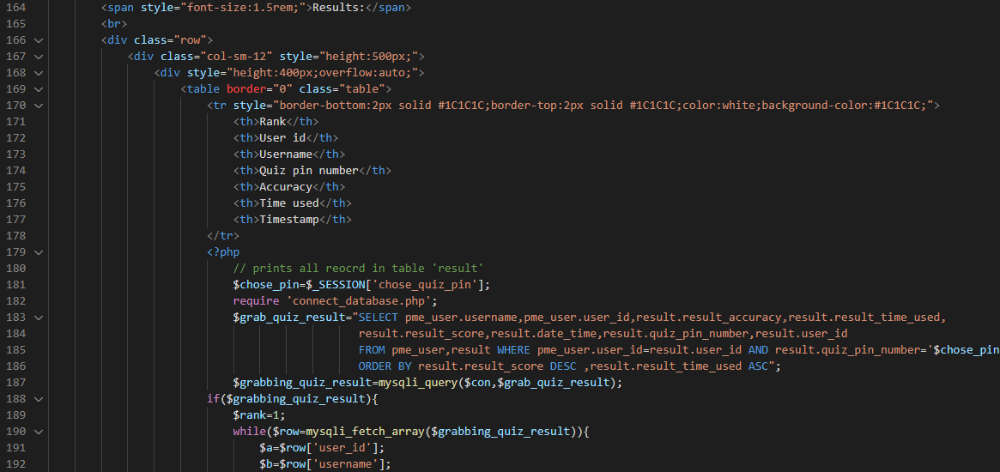 164 <span style="font-size:1.5rem;">Results:</span>
165 <br>
166 <div class="row">
167 <div class="col-sm-12" style="height:500px;">
168 <div style="height:400px;overflow:auto;">
169 <table border="0" class="table">
170 <tr style="border-bottom:2px solid #1C1C1C;border-top:2px solid #1C1C1C;color:white;background-color:#1C1C1C;">
171 <th>Rank</th>
172 <th>User id</th>
173 <th>Username</th>
174 <th>Quiz pin number</th>
175 <th>Accuracy</th>
176 <th>Time used</th>
177 <th>Timestamp</th>
178 </tr>
179 <?php
180 // prints all reocrd in table 'result'
181 $chose_pin=$_SESSION['chose_quiz_pin'];
182 require 'connect_database.php';
183 $grab_quiz_result="SELECT pme_user.username,pme_user.user_id,result.result_accuracy,result.result_time_used,
184 result.result_score,result.date_time,result.quiz_pin_number,result.user_id
185 FROM pme_user,result WHERE pme_user.user_id=result.user_id AND result.quiz_pin_number='$chose_pin
186 ORDER BY result.result_score DESC ,result.result_time_used ASC";
187 $grabbing_quiz_result=mysqli_query($con,$grab_quiz_result);
188 if($grabbing_quiz_result){
189 $rank=1;
190 while($row=mysqli_fetch_array($grabbing_quiz_result)){
191 $a=$row['user_id'];
192 $b=$row['username'];